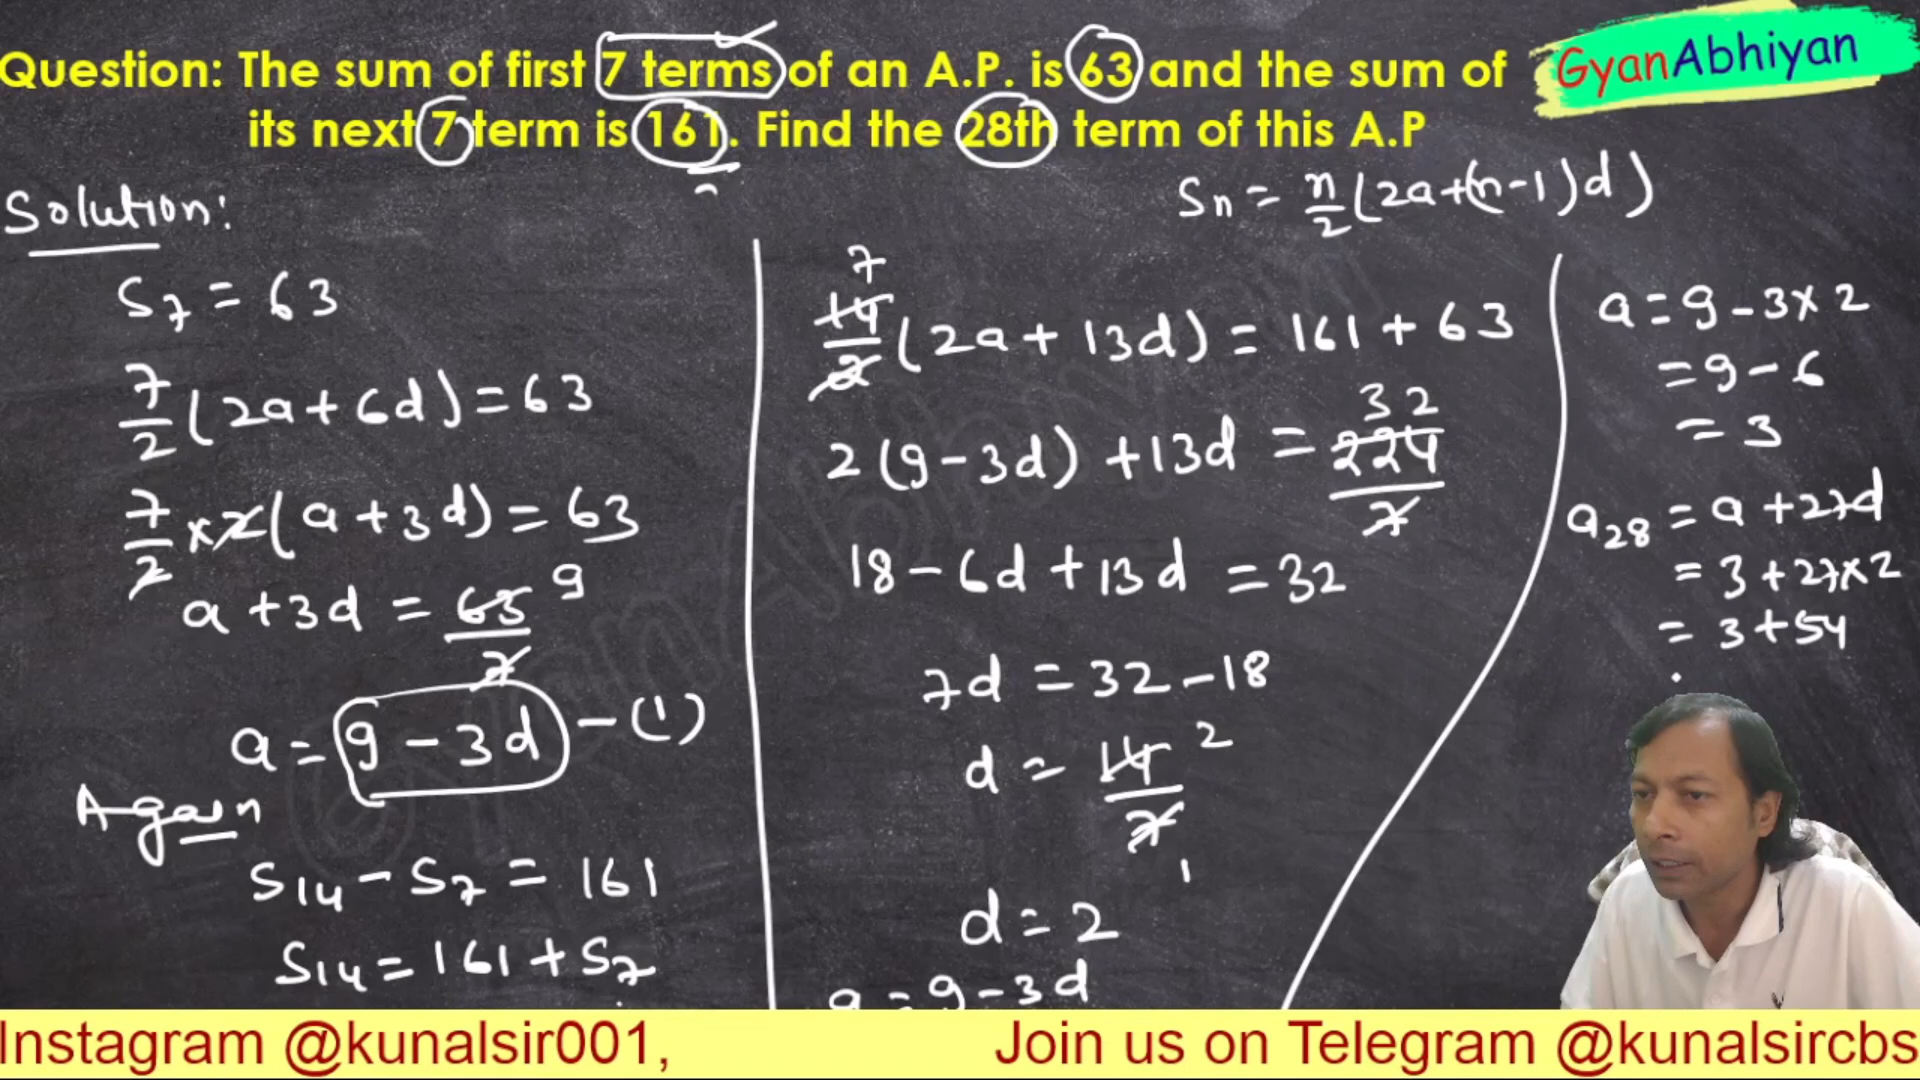 Question: The sum of first 7 terms of an A.P. is 63 and the sum of
its next 7 term is 161. Find the 28th term of this A.P
GyanAbhiyan
Solution:
Sn = n/2 (2a+(n-1)d)
S7 = 63
7/2 (2a+6d) = 63
7/2 × 2 (a+3d) = 63
a+3d = 63/7 9
a = 9-3d -(1)
Again
S14 - S7 = 161
S14 = 161 + S7
7
14/2 (2a+13d) = 161 + 63
2(9-3d) + 13d = 224/7 32
18 - 6d + 13d = 32
7d = 32 - 18
d = 14/7 2
1
d = 2
a = 9-3d
a = 9-3×2
= 9-6
= 3
a28 = a+27d
= 3+27×2
= 3+54
Instagram @kunalsir001,
Join us on Telegram @kunalsircbs